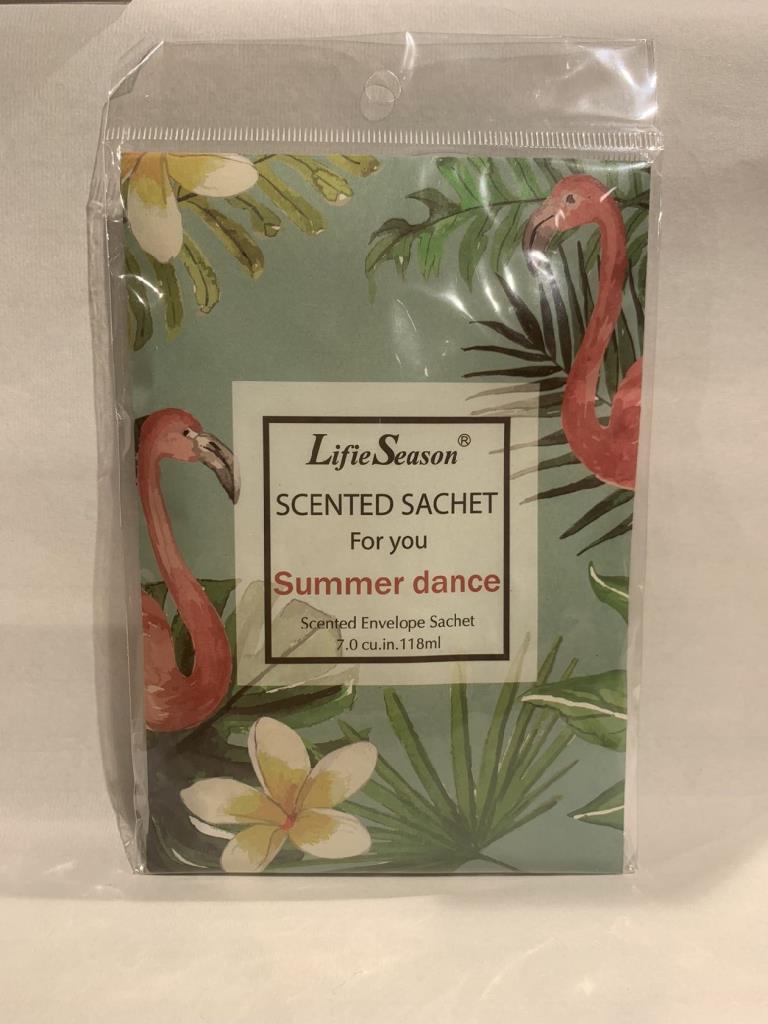 LifieSeason®
SCENTED SACHET
For you
Summer dance
Scented Envelope Sachet
7.0 cu.in.118ml